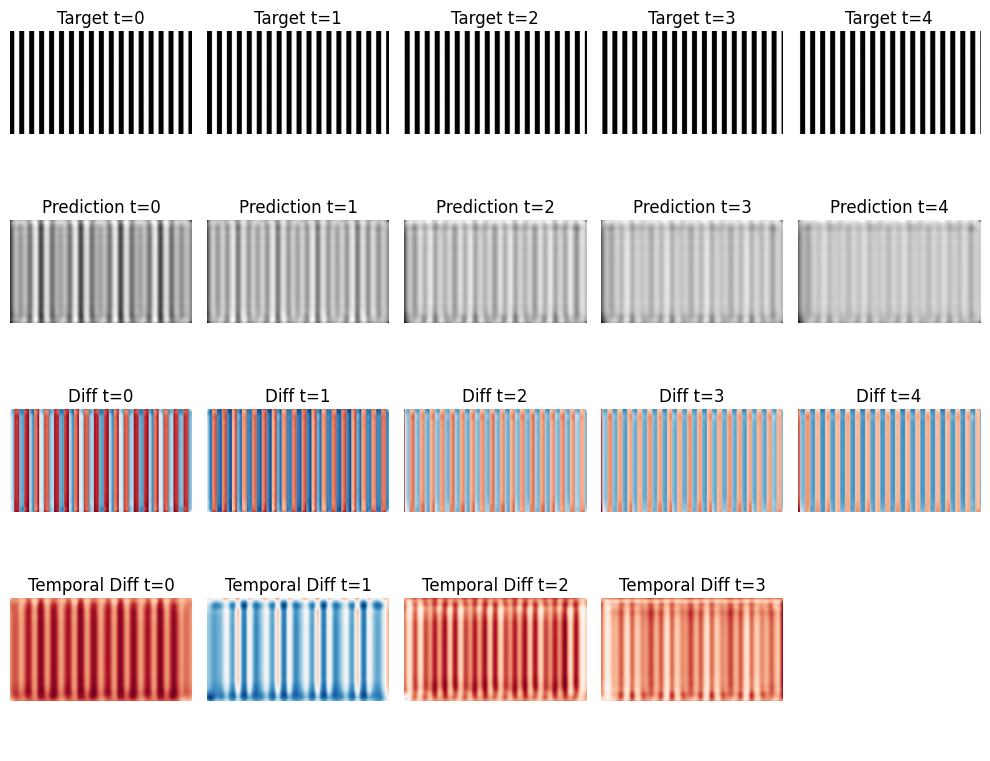 Target t=0 Target t=1 Target t=2 Target t=3 Target t=4
Prediction t=0 Prediction t=1 Prediction t=2 Prediction t=3 Prediction t=4
Diff t=0 Diff t=1 Diff t=2 Diff t=3 Diff t=4
Temporal Diff t=0 Temporal Diff t=1 Temporal Diff t=2 Temporal Diff t=3